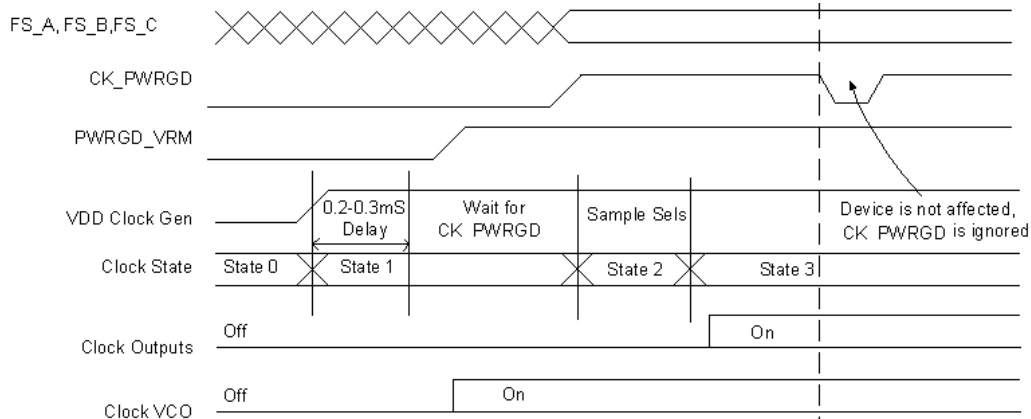 FS_A, FS_B,FS_C
CK_PWRGD
PWRGD_VRM
VDD Clock Gen
0.2-0.3mS
Delay
Wait for
CK PWRGD
Sample Sels
Device is not affected,
CK PWRGD is ignored
Clock State
State 0
State 1
State 2
State 3
Clock Outputs
Off
On
Clock VCO
Off
On